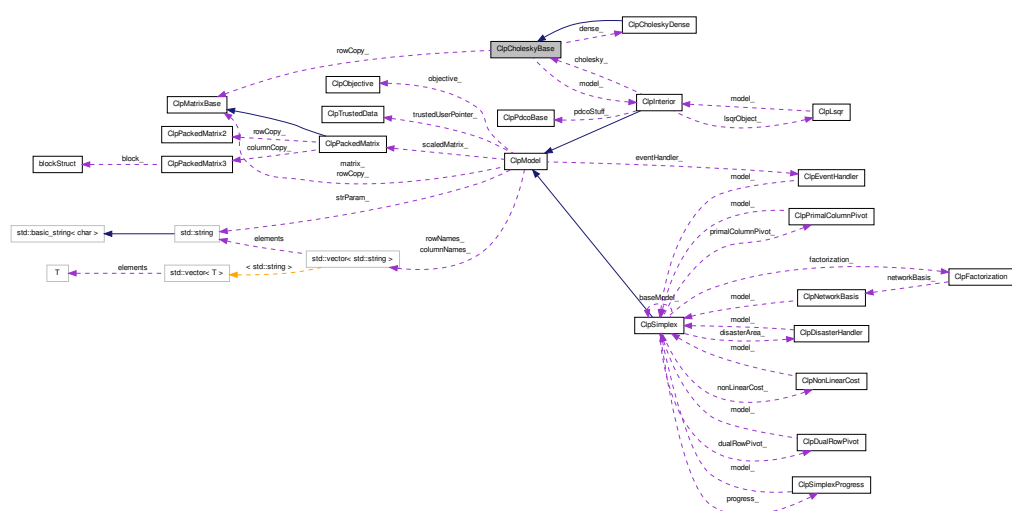 ClpCholeskyDense
dense_
ClpCholeskyBase
rowCopy_
cholesky_
objective_
ClpObjective
model_
ClpMatrixBase
ClpInterior
model_
ClpLsqr
ClpTrustedData
trustedUserPointer_
ClpPdcoBase
pdcoStuff_
lsqrObject_
ClpPackedMatrix2
rowCopy_
ClpPackedMatrix
scaledMatrix_
columnCopy_
blockStruct
block_
ClpPackedMatrix3
matrix_
rowCopy_
ClpModel
eventHandler_
model_
ClpEventHandler
strParam_
model_
ClpPrimalColumnPivot
std::basic_string< char >
std::string
elements
rowNames_
columnNames_
primalColumnPivot_
std::vector< std::string >
factorization_
T
elements
std::vector< T >
< std::string >
networkBasis_
ClpFactorization
baseModel_
model_
ClpNetworkBasis
ClpSimplex
model_
disasterArea_
ClpDisasterHandler
model_
nonLinearCost_
ClpNonLinearCost
model_
dualRowPivot_
ClpDualRowPivot
model_
ClpSimplexProgress
progress_